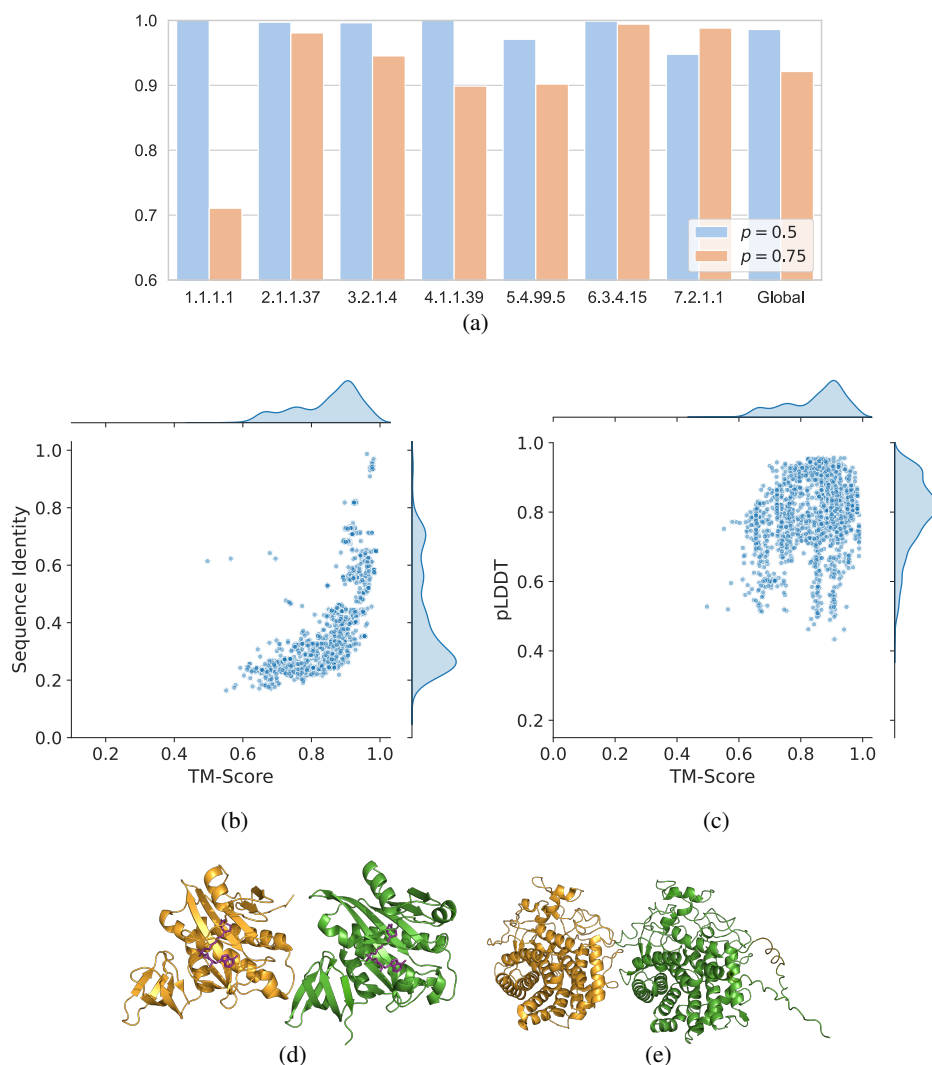 1.0
0.9
0.8
0.7
0.6
p = 0.5
p = 0.75
1.1.1.1 2.1.1.37 3.2.1.4 4.1.1.39 5.4.99.5 6.3.4.15 7.2.1.1 Global
(a)
Sequence Identity
1.0
0.8
0.6
0.4
0.2
0.0
0.2 0.4 0.6 0.8 1.0
TM-Score
(b)
pLDDT
1.0
0.8
0.6
0.4
0.2
0.0 0.2 0.4 0.6 0.8 1.0
TM-Score
(c)
(d)
(e)